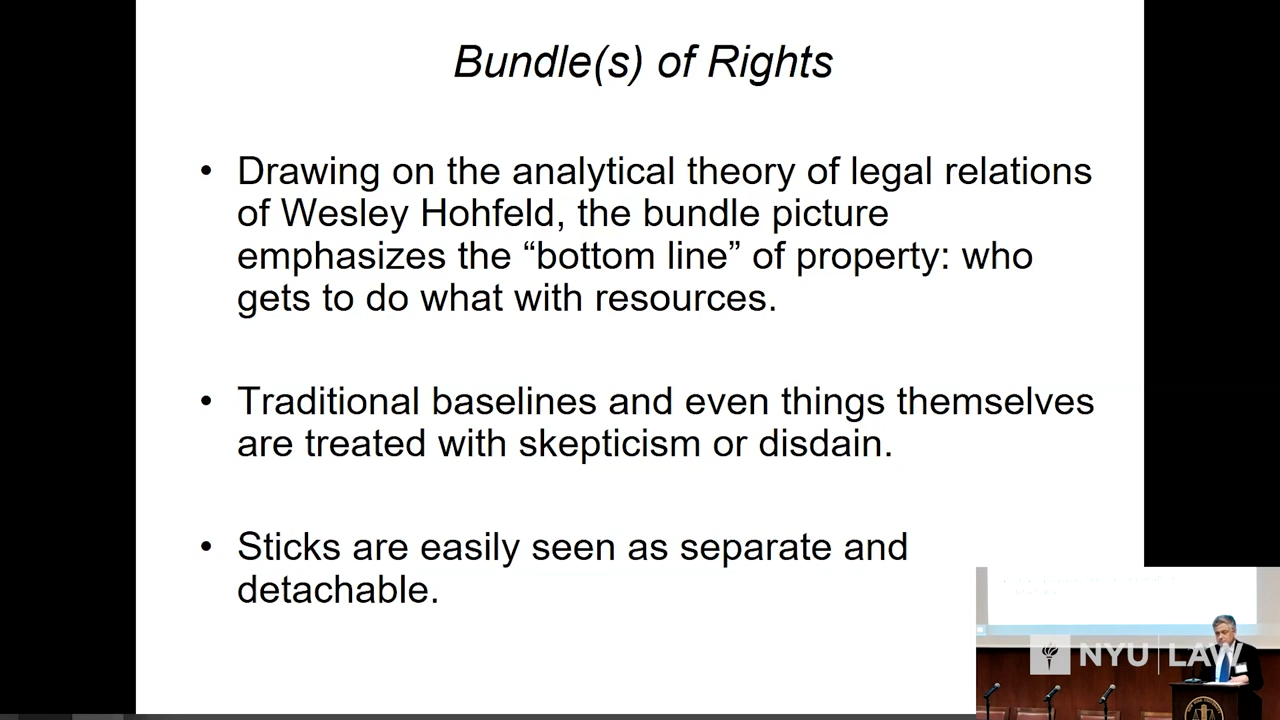 Bundle(s) of Rights
• Drawing on the analytical theory of legal relations
of Wesley Hohfeld, the bundle picture
emphasizes the “bottom line” of property: who
gets to do what with resources.
• Traditional baselines and even things themselves
are treated with skepticism or disdain.
• Sticks are easily seen as separate and
detachable.
NYU LAW